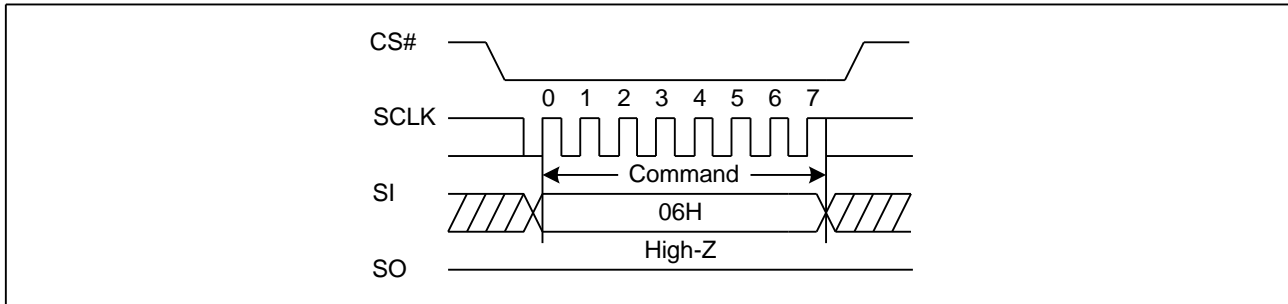 CS#
0 1 2 3 4 5 6 7
SCLK
Command
SI
06H
High-Z
SO